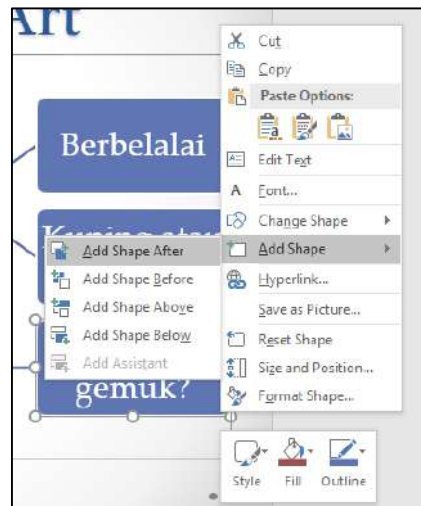 Art
Berbelalai
Kuning atau
gemuk?
Cut
Copy
Paste Options:
Edit Text
A Font...
Change Shape
Add Shape
Hyperlink...
Save as Picture...
Reset Shape
Size and Position...
Format Shape...
Add Shape After
Add Shape Before
Add Shape Above
Add Shape Below
Add Assistant
Style Fill Outline